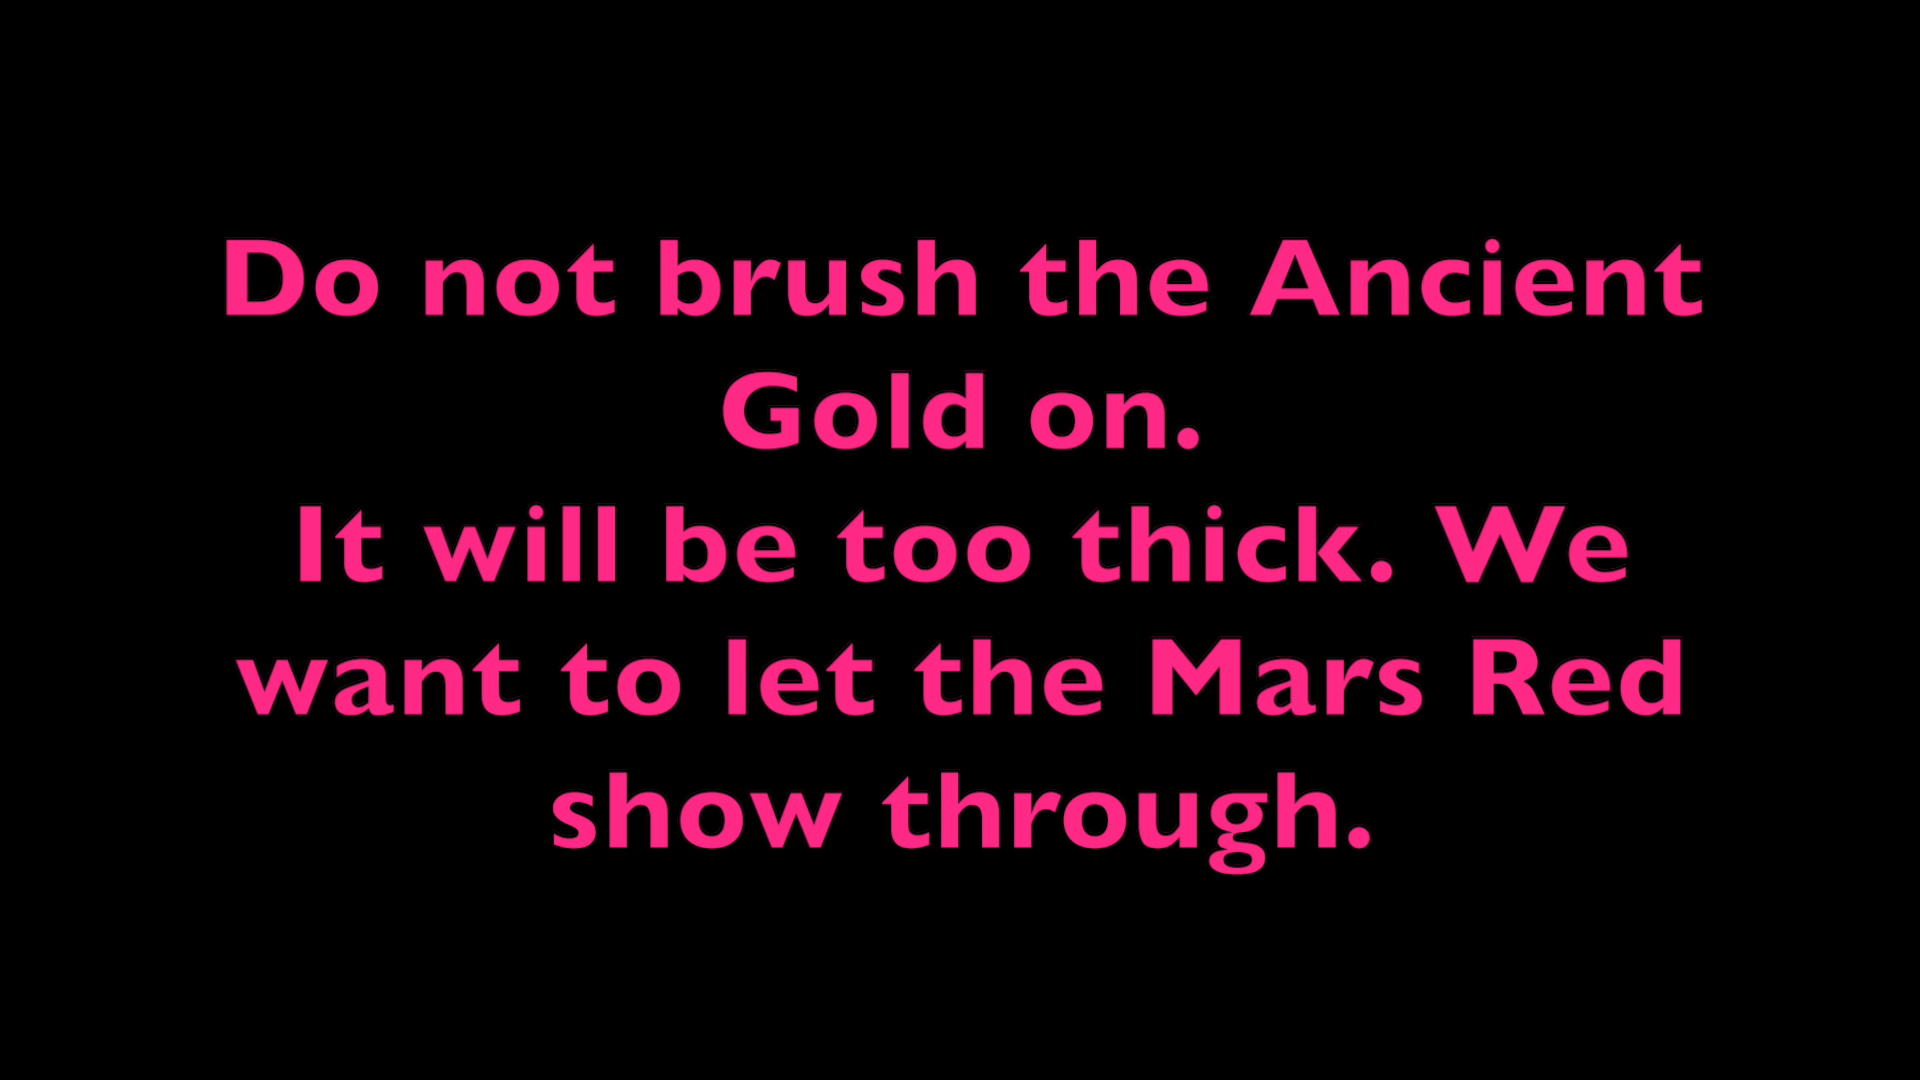 Do not brush the Ancient
Gold on.
It will be too thick. We
want to let the Mars Red
show through.